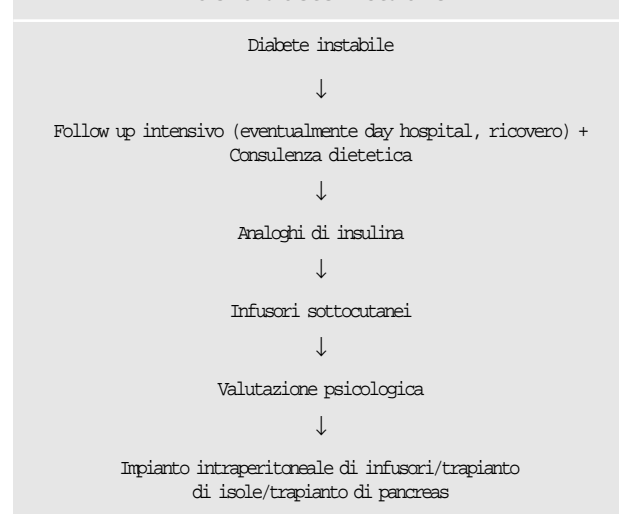 Diabete instabile
↓
Follow up intensivo (eventualmente day hospital, ricovero) +
Consulenza dietetica
↓
Analoghi di insulina
↓
Infusori sottocutanei
↓
Valutazione psicologica
↓
Impianto intraperitoneale di infusori/trapianto
di isole/trapianto di pancreas